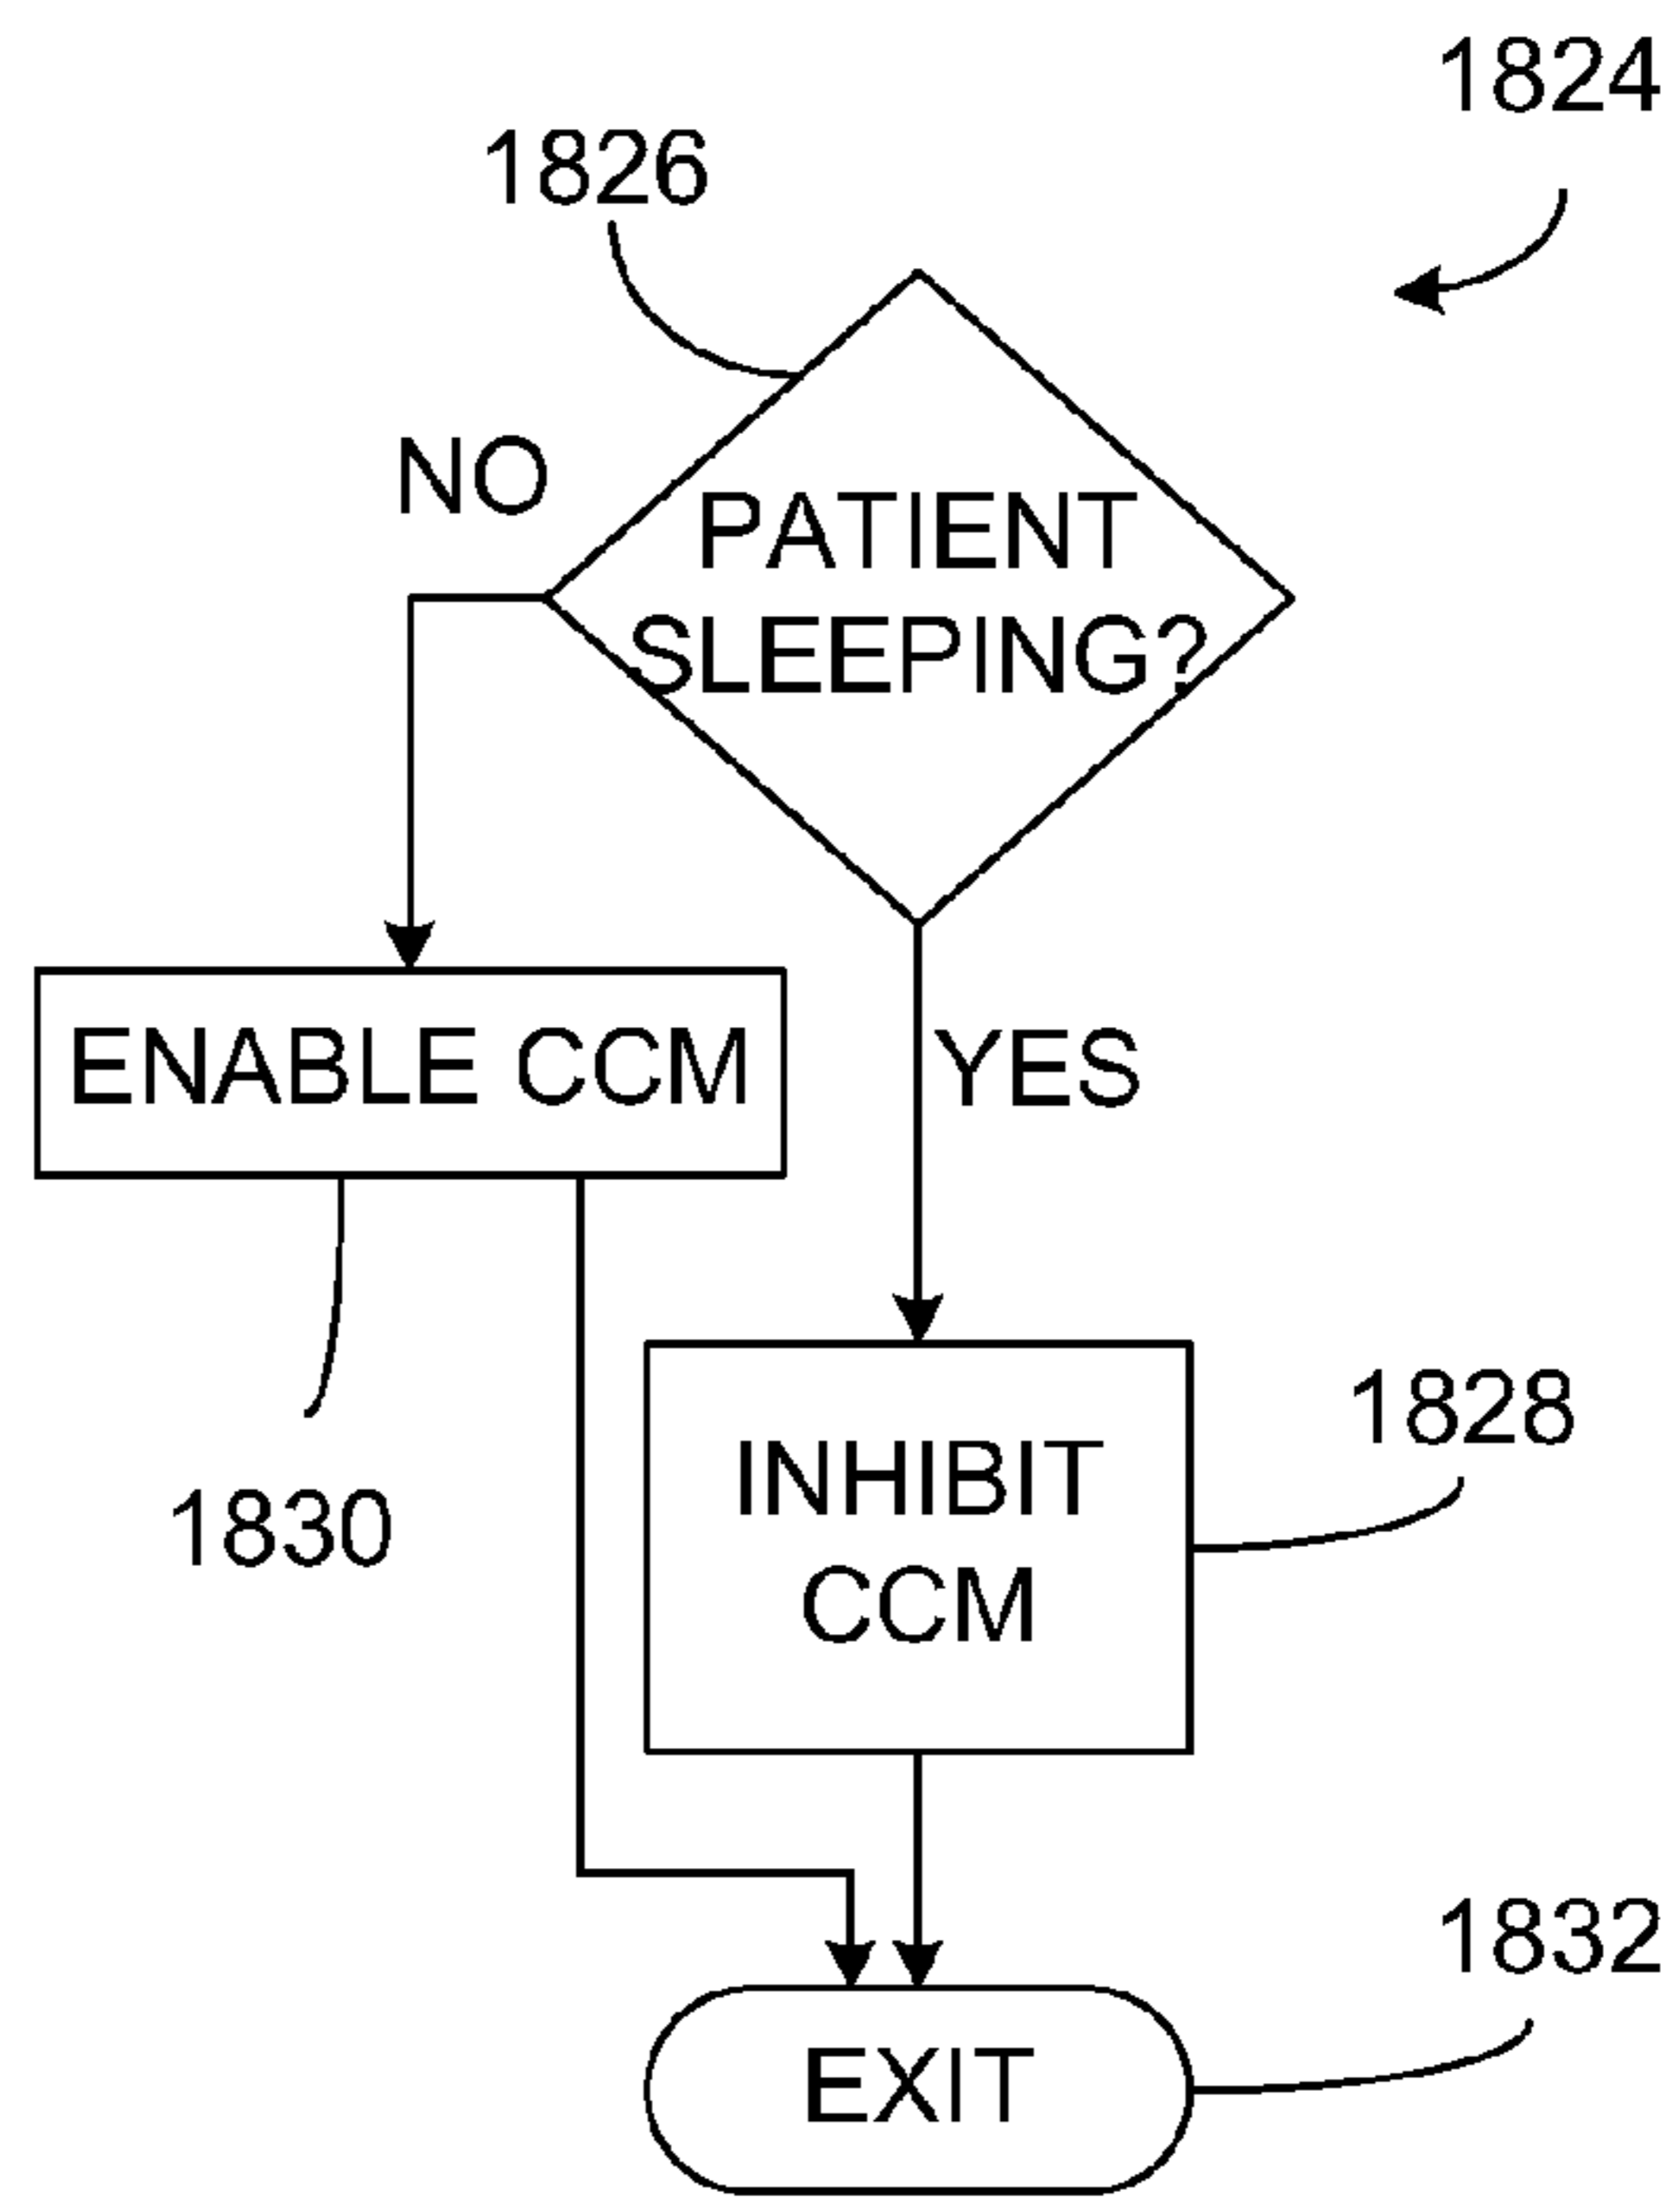 1824
1826
NO
PATIENT
SLEEPING?
ENABLE CCM
YES
1828
INHIBIT
CCM
1830
1832
EXIT